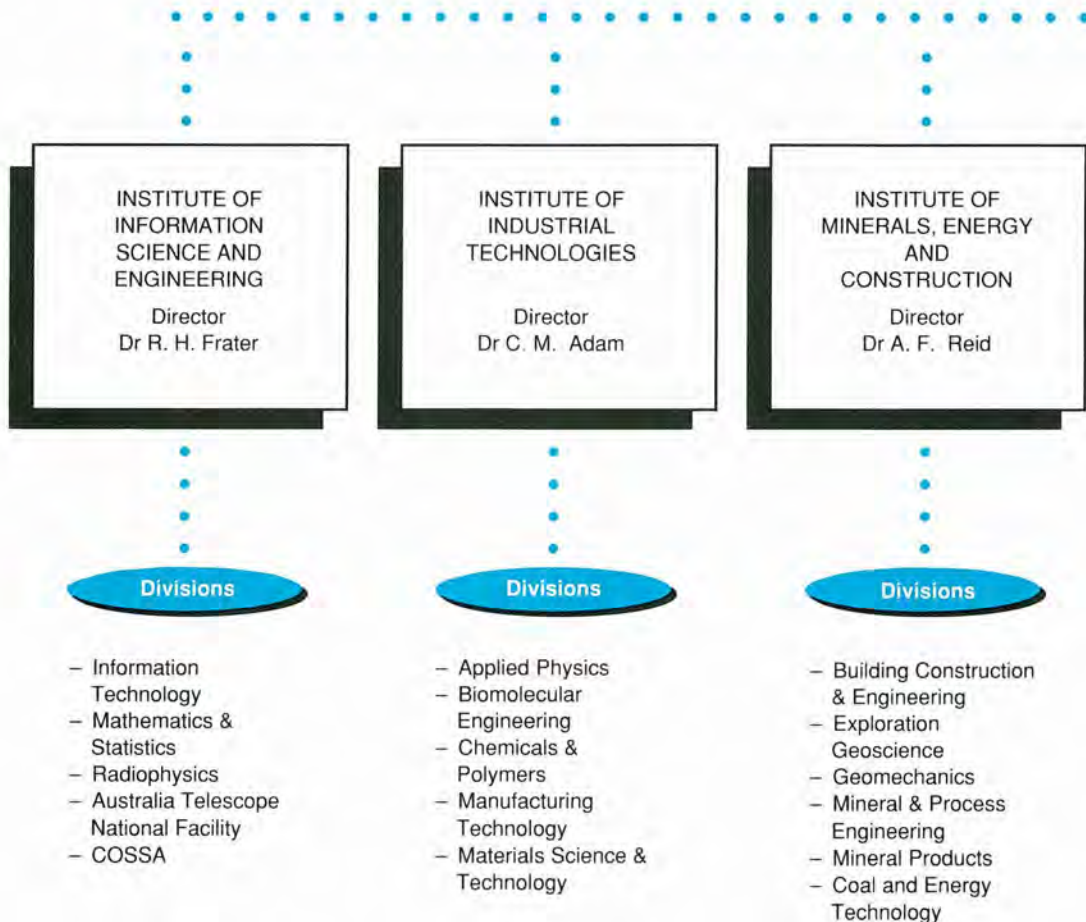 INSTITUTE OF
INFORMATION
SCIENCE AND
ENGINEERING
Director
Dr R. H. Frater
INSTITUTE OF
INDUSTRIAL
TECHNOLOGIES
Director
Dr C. M. Adam
INSTITUTE OF
MINERALS, ENERGY
AND
CONSTRUCTION
Director
Dr A. F. Reid
Divisions
– Information
Technology
– Mathematics &
Statistics
– Radiophysics
– Australia Telescope
National Facility
– COSSA
Divisions
– Applied Physics
– Biomolecular
Engineering
– Chemicals &
Polymers
– Manufacturing
Technology
– Materials Science &
Technology
Divisions
– Building Construction
& Engineering
– Exploration
Geoscience
– Geomechanics
– Mineral & Process
Engineering
– Mineral Products
– Coal and Energy
Technology